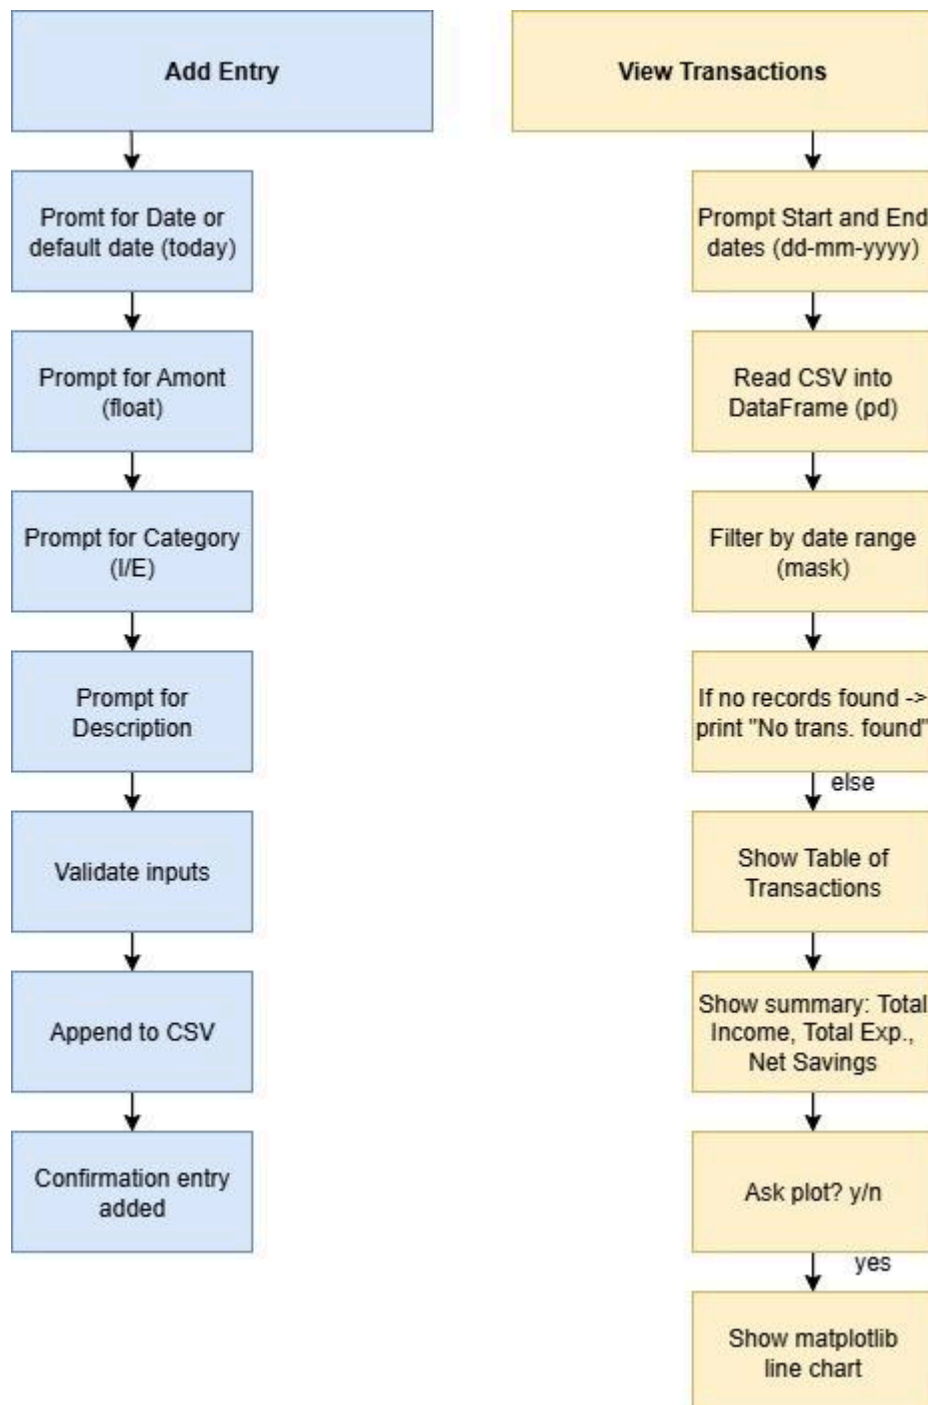 Add Entry
Promt for Date or
default date (today)
Prompt for Amont
(float)
Prompt for Category
(I/E)
Prompt for
Description
Validate inputs
Append to CSV
Confirmation entry
added
View Transactions
Prompt Start and End
dates (dd-mm-yyyy)
Read CSV into
DataFrame (pd)
Filter by date range
(mask)
If no records found ->
print "No trans. found"
else
Show Table of
Transactions
Show summary: Total
Income, Total Exp.,
Net Savings
Ask plot? y/n
yes
Show matplotlib
line chart